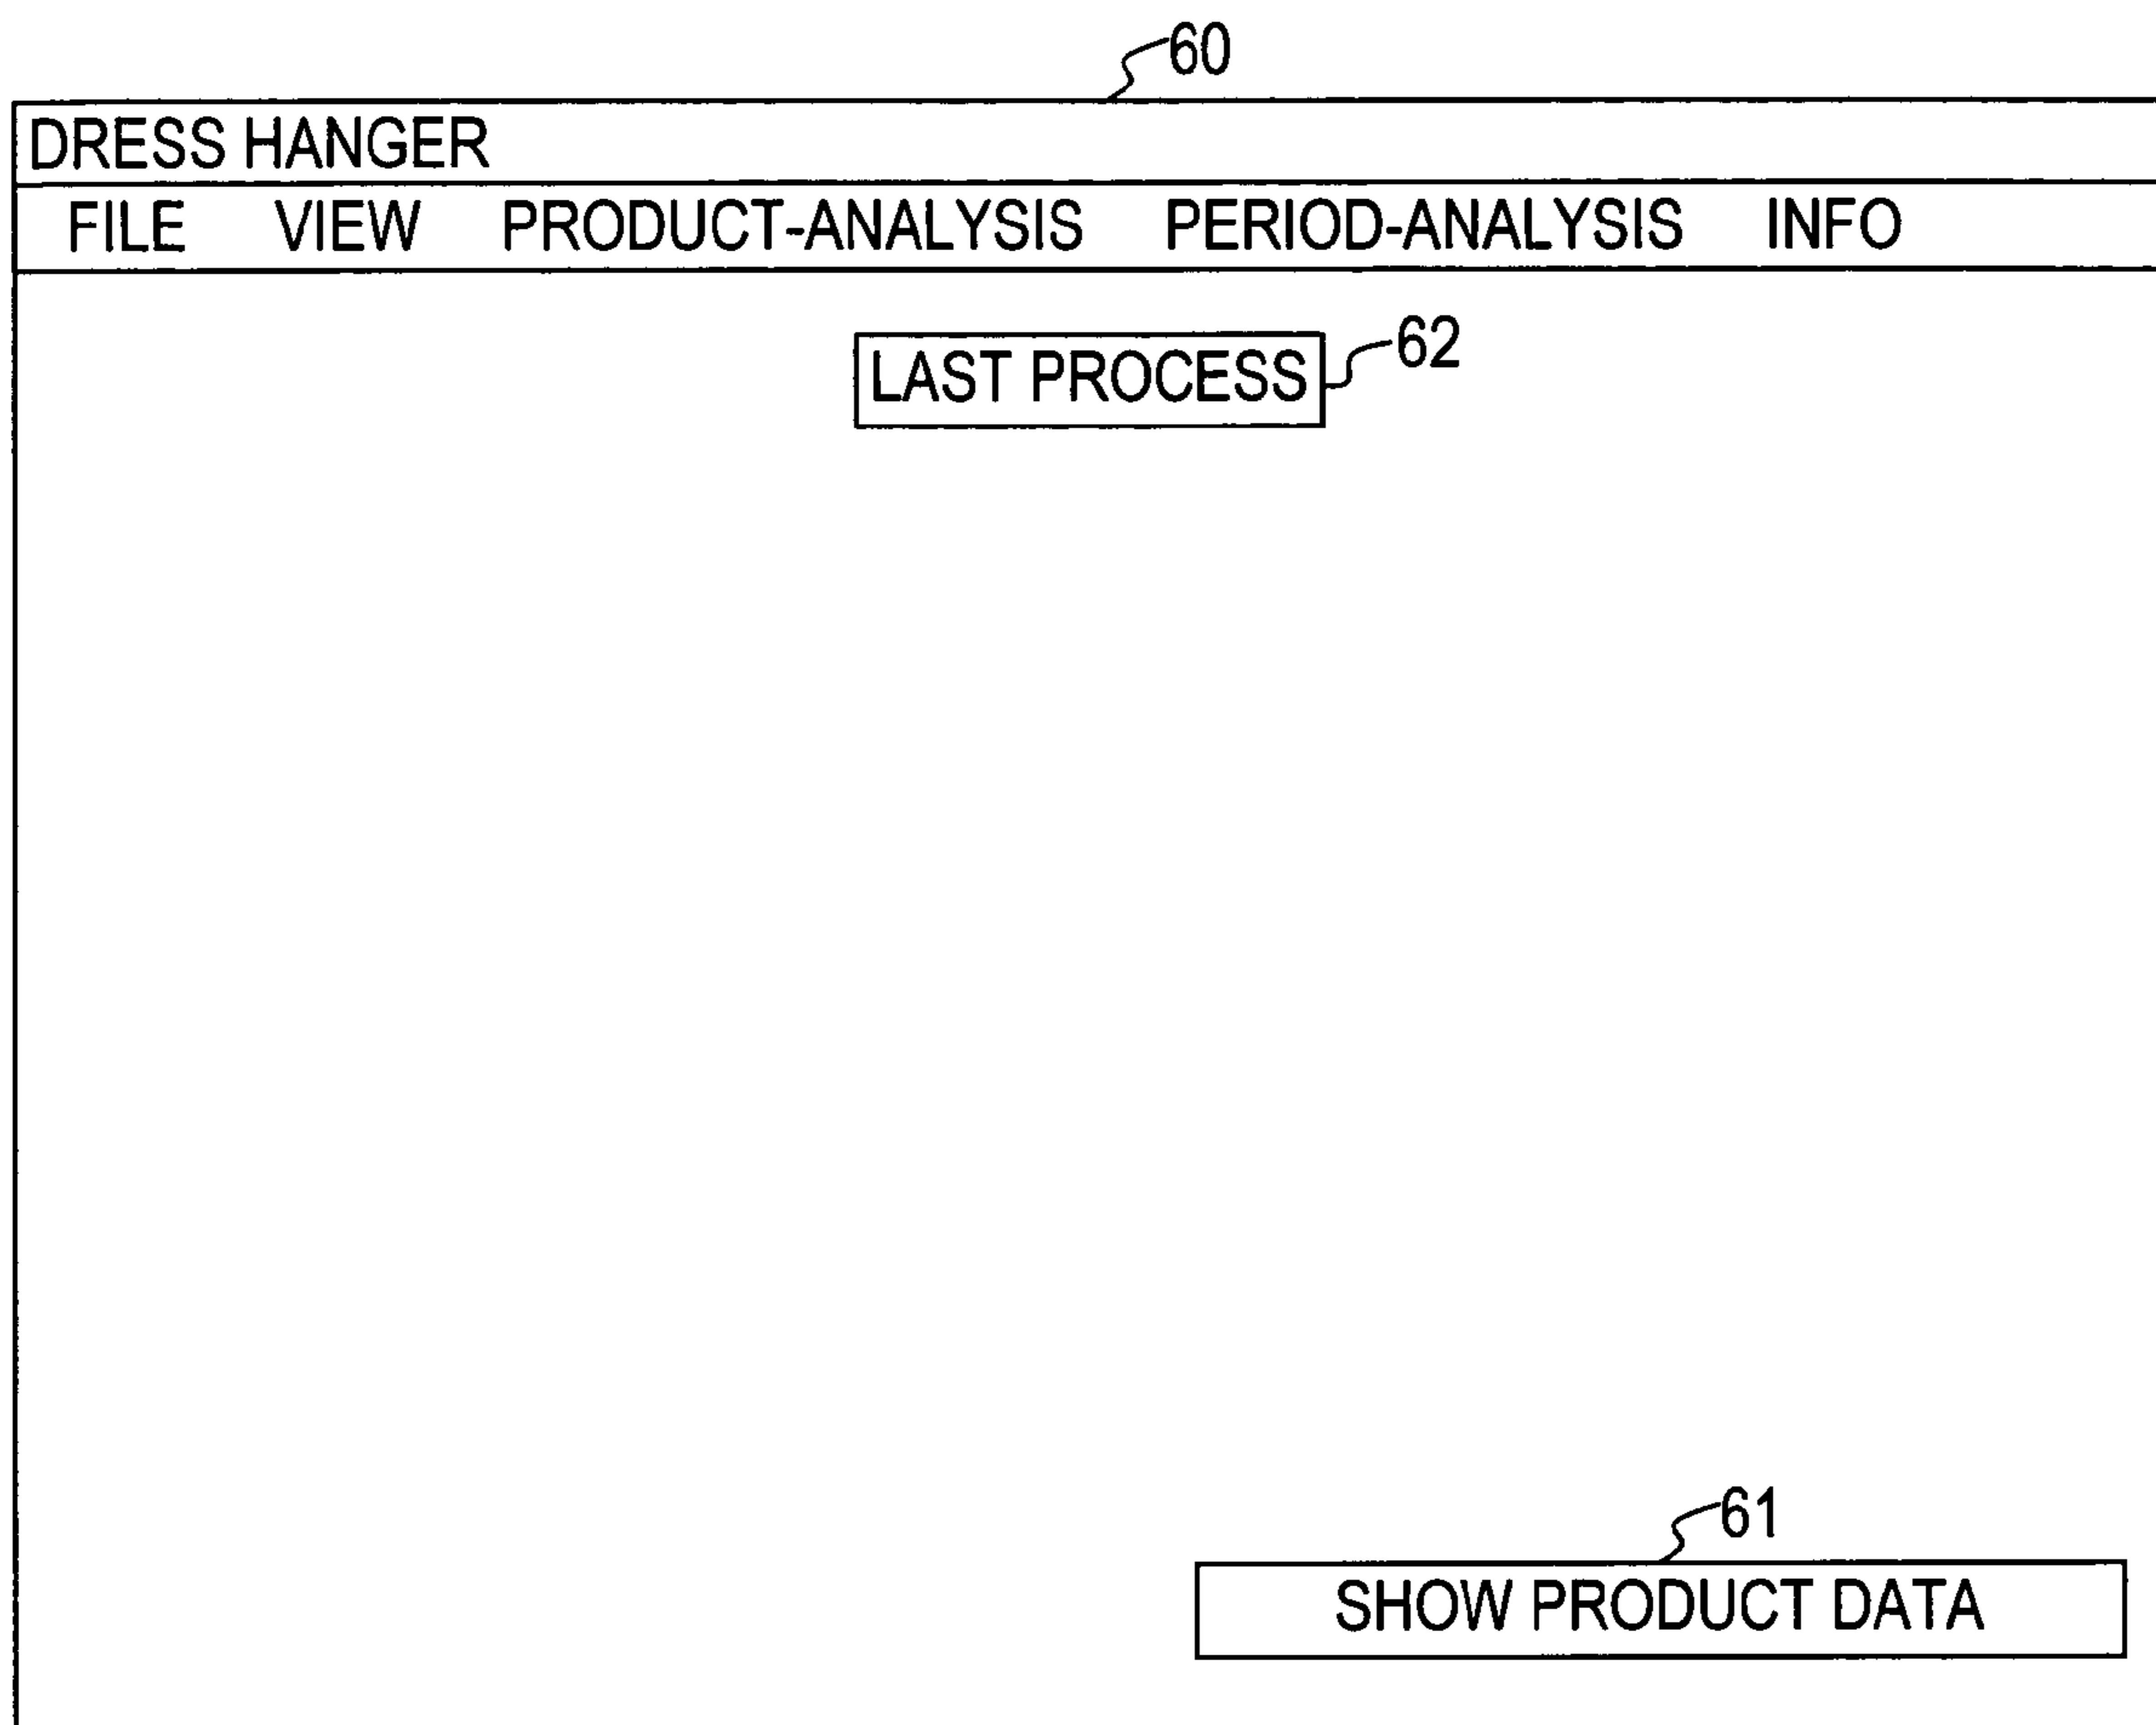 60
DRESS HANGER
FILE VIEW PRODUCT-ANALYSIS PERIOD-ANALYSIS INFO
LAST PROCESS 62
61
SHOW PRODUCT DATA